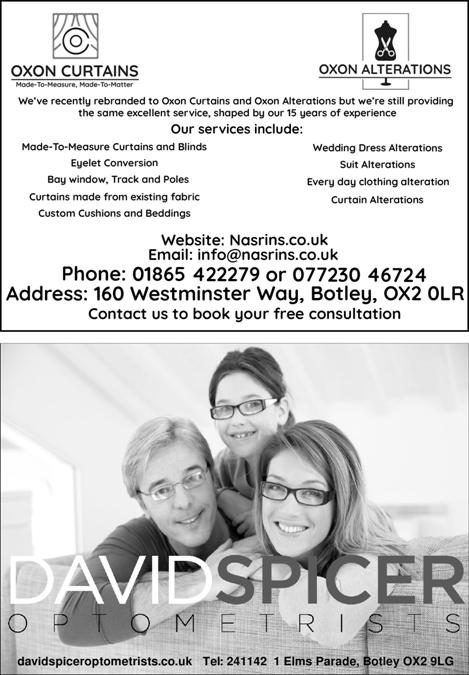 OXON CURTAINS
Made-To-Measure, Made-To-Matter
OXON ALTERATIONS
We've recently rebranded to Oxon Curtains and Oxon Alterations but we're still providing
the same excellent service, shaped by our 15 years of experience
Our services include:
Made-To-Measure Curtains and Blinds
Eyelet Conversion
Bay window, Track and Poles
Curtains made from existing fabric
Custom Cushions and Beddings
Wedding Dress Alterations
Suit Alterations
Every day clothing alteration
Curtain Alterations
Website: Nasrins.co.uk
Email: info@nasrins.co.uk
Phone: 01865 422279 or 077230 46724
Address: 160 Westminster Way, Botley, OX2 0LR
Contact us to book your free consultation
DAVIDSPICER
OPTOMETRISTS
davidspiceroptometrists.co.uk Tel: 241142 1 Elms Parade, Botley OX2 9LG